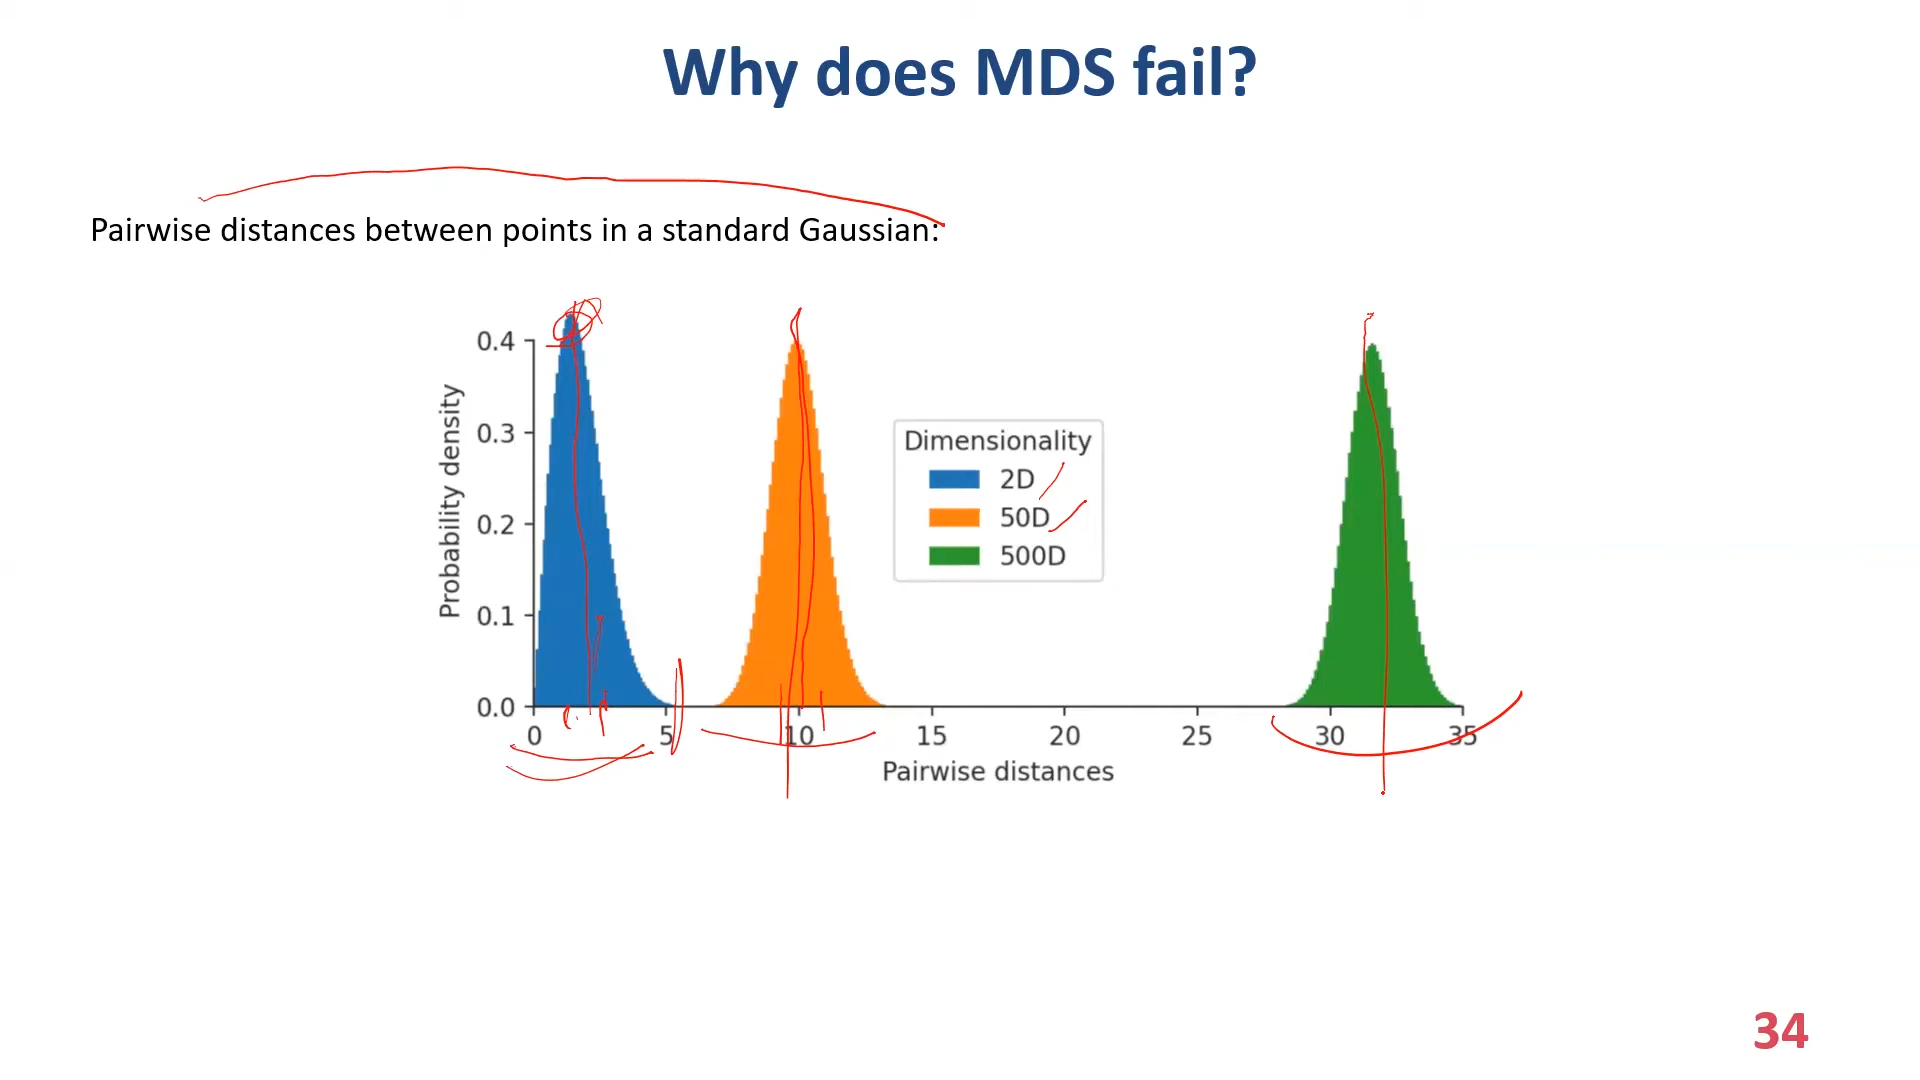 Why does MDS fail?
Pairwise distances between points in a standard Gaussian:
Probability density
0.4
0.3
0.2
0.1
0.0
Dimensionality
2D
50D
500D
0 5 10 15 20 25 30 35
Pairwise distances
34